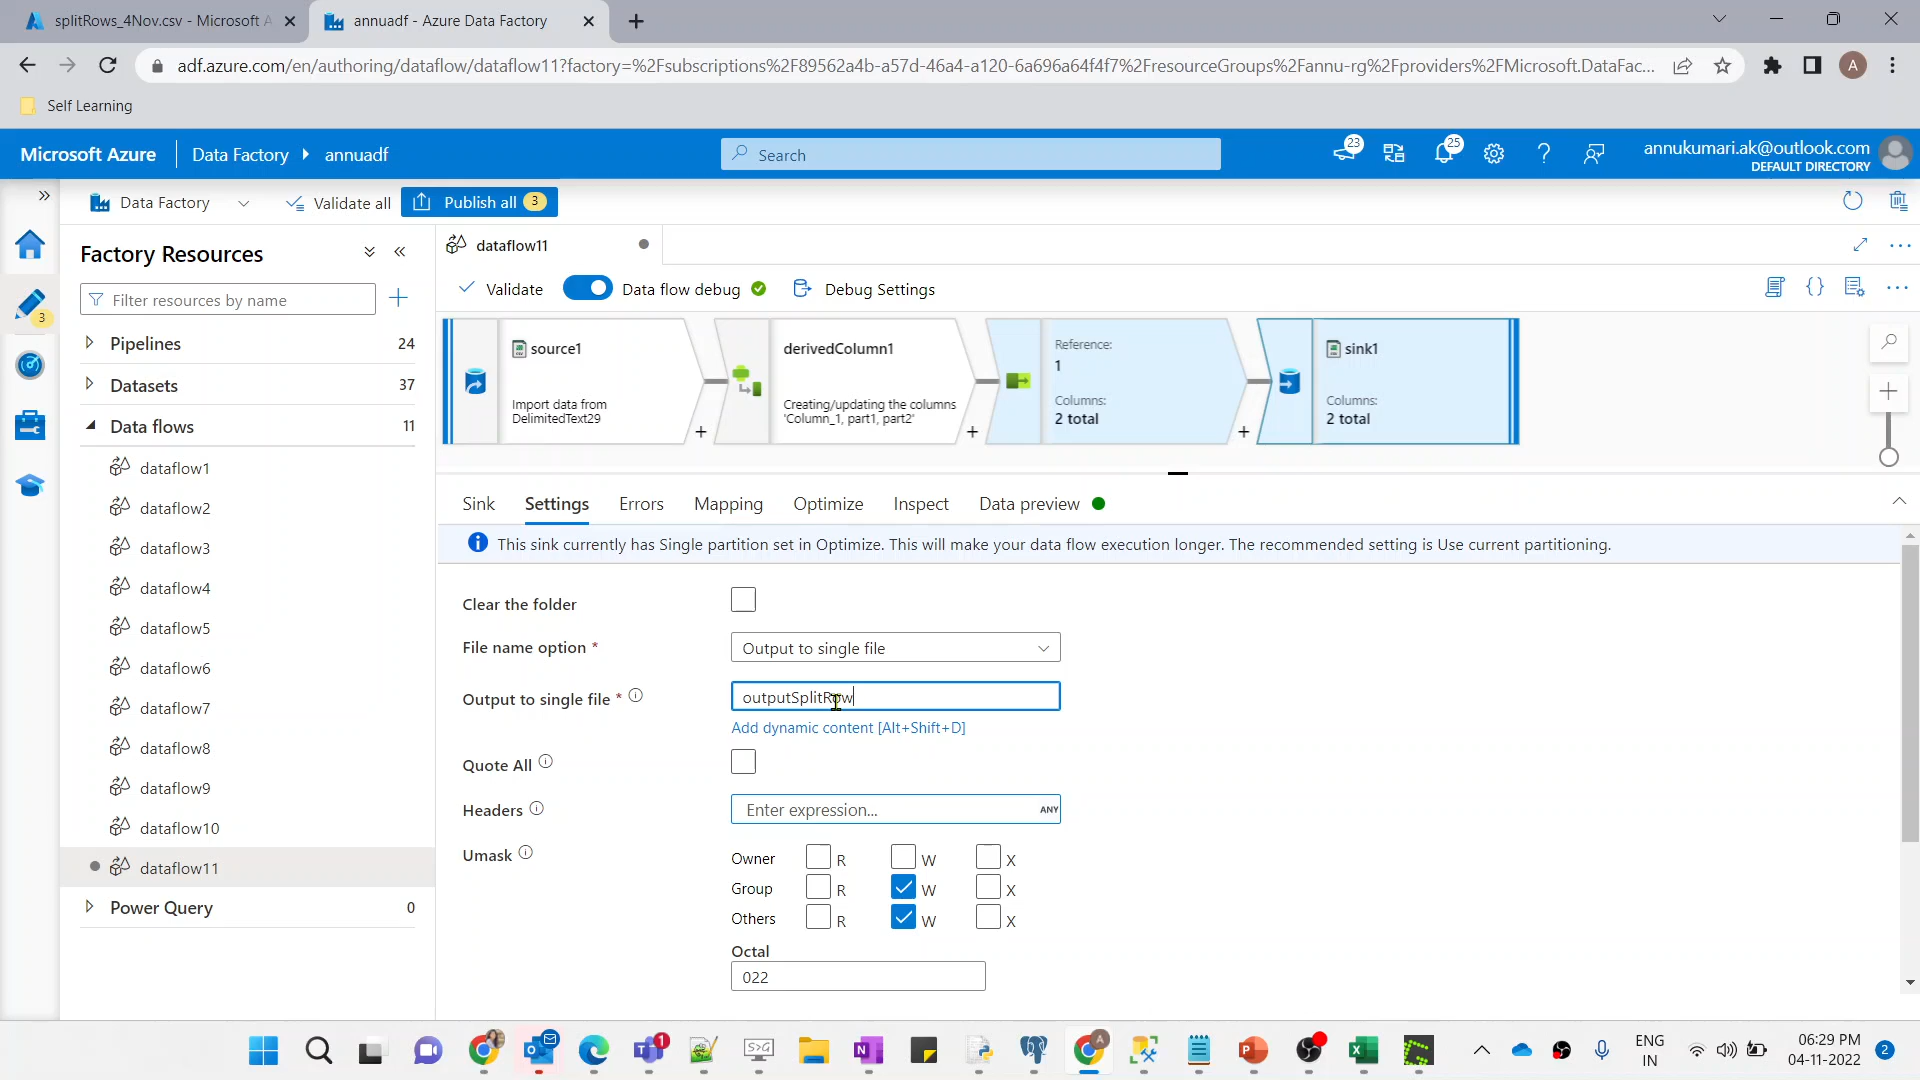 splitRows_4Nov.csv - Microsoft A
annuadf - Azure Data Factory
adf.azure.com/en/authoring/dataflow/dataflow11?factory=%2Fsubscriptions%2F89562a4b-a57d-46a4-a120-6a696a64f4f7%2FresourceGroups%2Fannu-rg%2Fproviders%2FMicrosoft.DataFac...
A
Self Learning
Microsoft Azure
Data Factory
annuadf
Search
23
25
annukumari.ak@outlook.com
DEFAULT DIRECTORY
Data Factory
Validate all
Publish all 3
Factory Resources
Filter resources by name
3
Pipelines 24
Datasets 37
Data flows 11
dataflow1
dataflow2
dataflow3
dataflow4
dataflow5
dataflow6
dataflow7
dataflow8
dataflow9
dataflow10
dataflow11
Power Query 0
dataflow11
Validate
Data flow debug
Debug Settings
source1
Import data from
DelimitedText29
derivedColumn1
Creating/updating the columns
'Column_1, part1, part2'
Reference:
1
Columns:
2 total
sink1
Columns:
2 total
Sink Settings Errors Mapping Optimize Inspect Data preview
This sink currently has Single partition set in Optimize. This will make your data flow execution longer. The recommended setting is Use current partitioning.
Clear the folder
File name option *
Output to single file
Output to single file *
outputSplitRow
Add dynamic content [Alt+Shift+D]
Quote All
Headers
Enter expression...
ANY
Umask
Owner R W X
Group R W X
Others R W X
Octal
022
1
S>G
A
ENG
IN
06:29 PM
04-11-2022
2